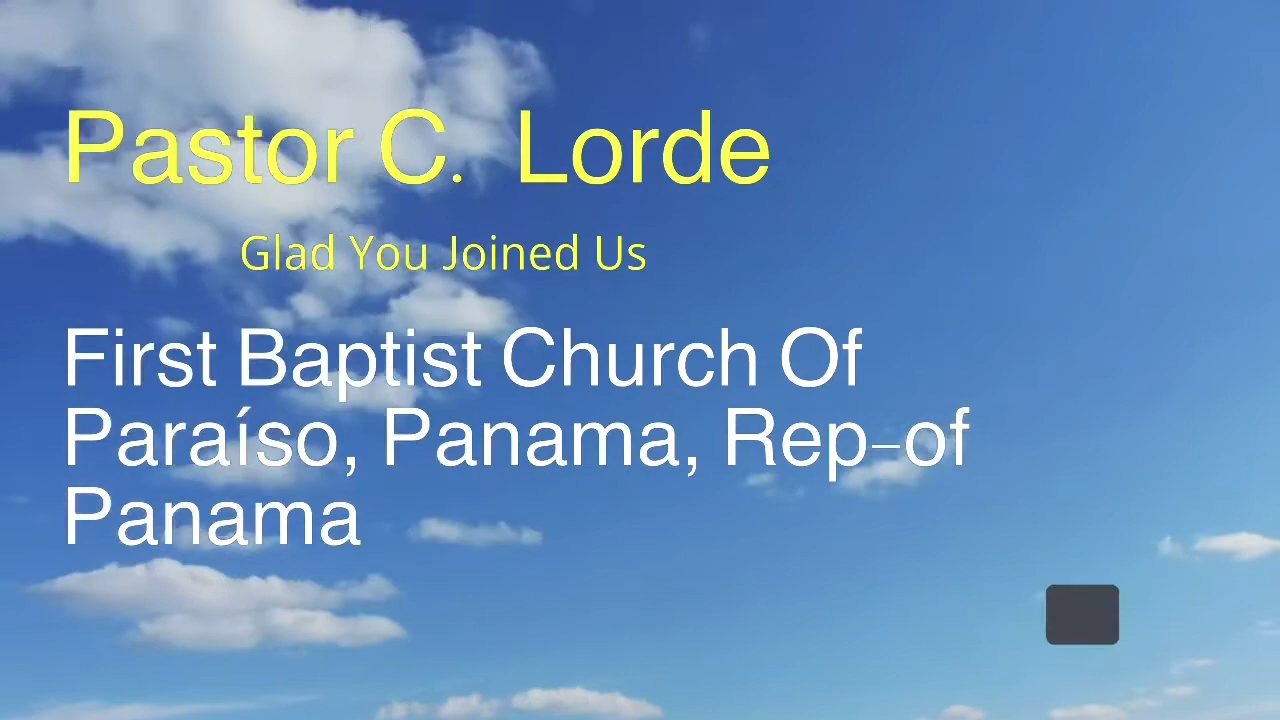 Pastor C. Lorde
Glad You Joined Us
First Baptist Church Of
Paraíso, Panama, Rep-of
Panama